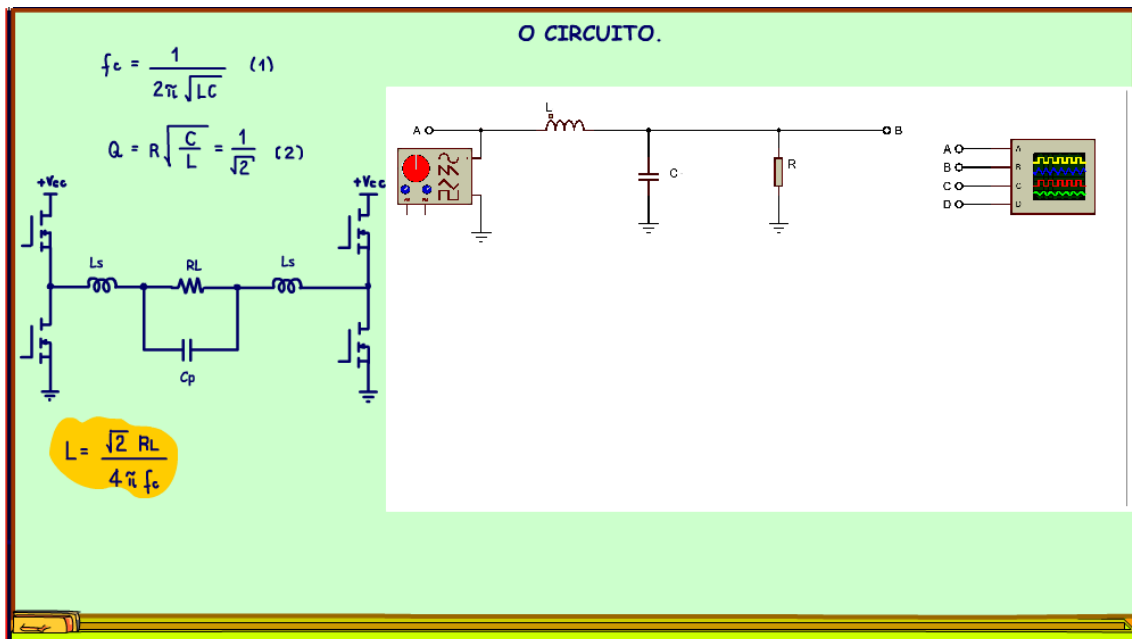 O CIRCUITO.
fc = 1 / 2π√LC (1)
Q = R√C/L = 1/√2 (2)
+Vcc +Vcc
Ls RL Ls
Cp
L = √2 RL / 4π fc
A L B
C R
A A
B B
C C
D D